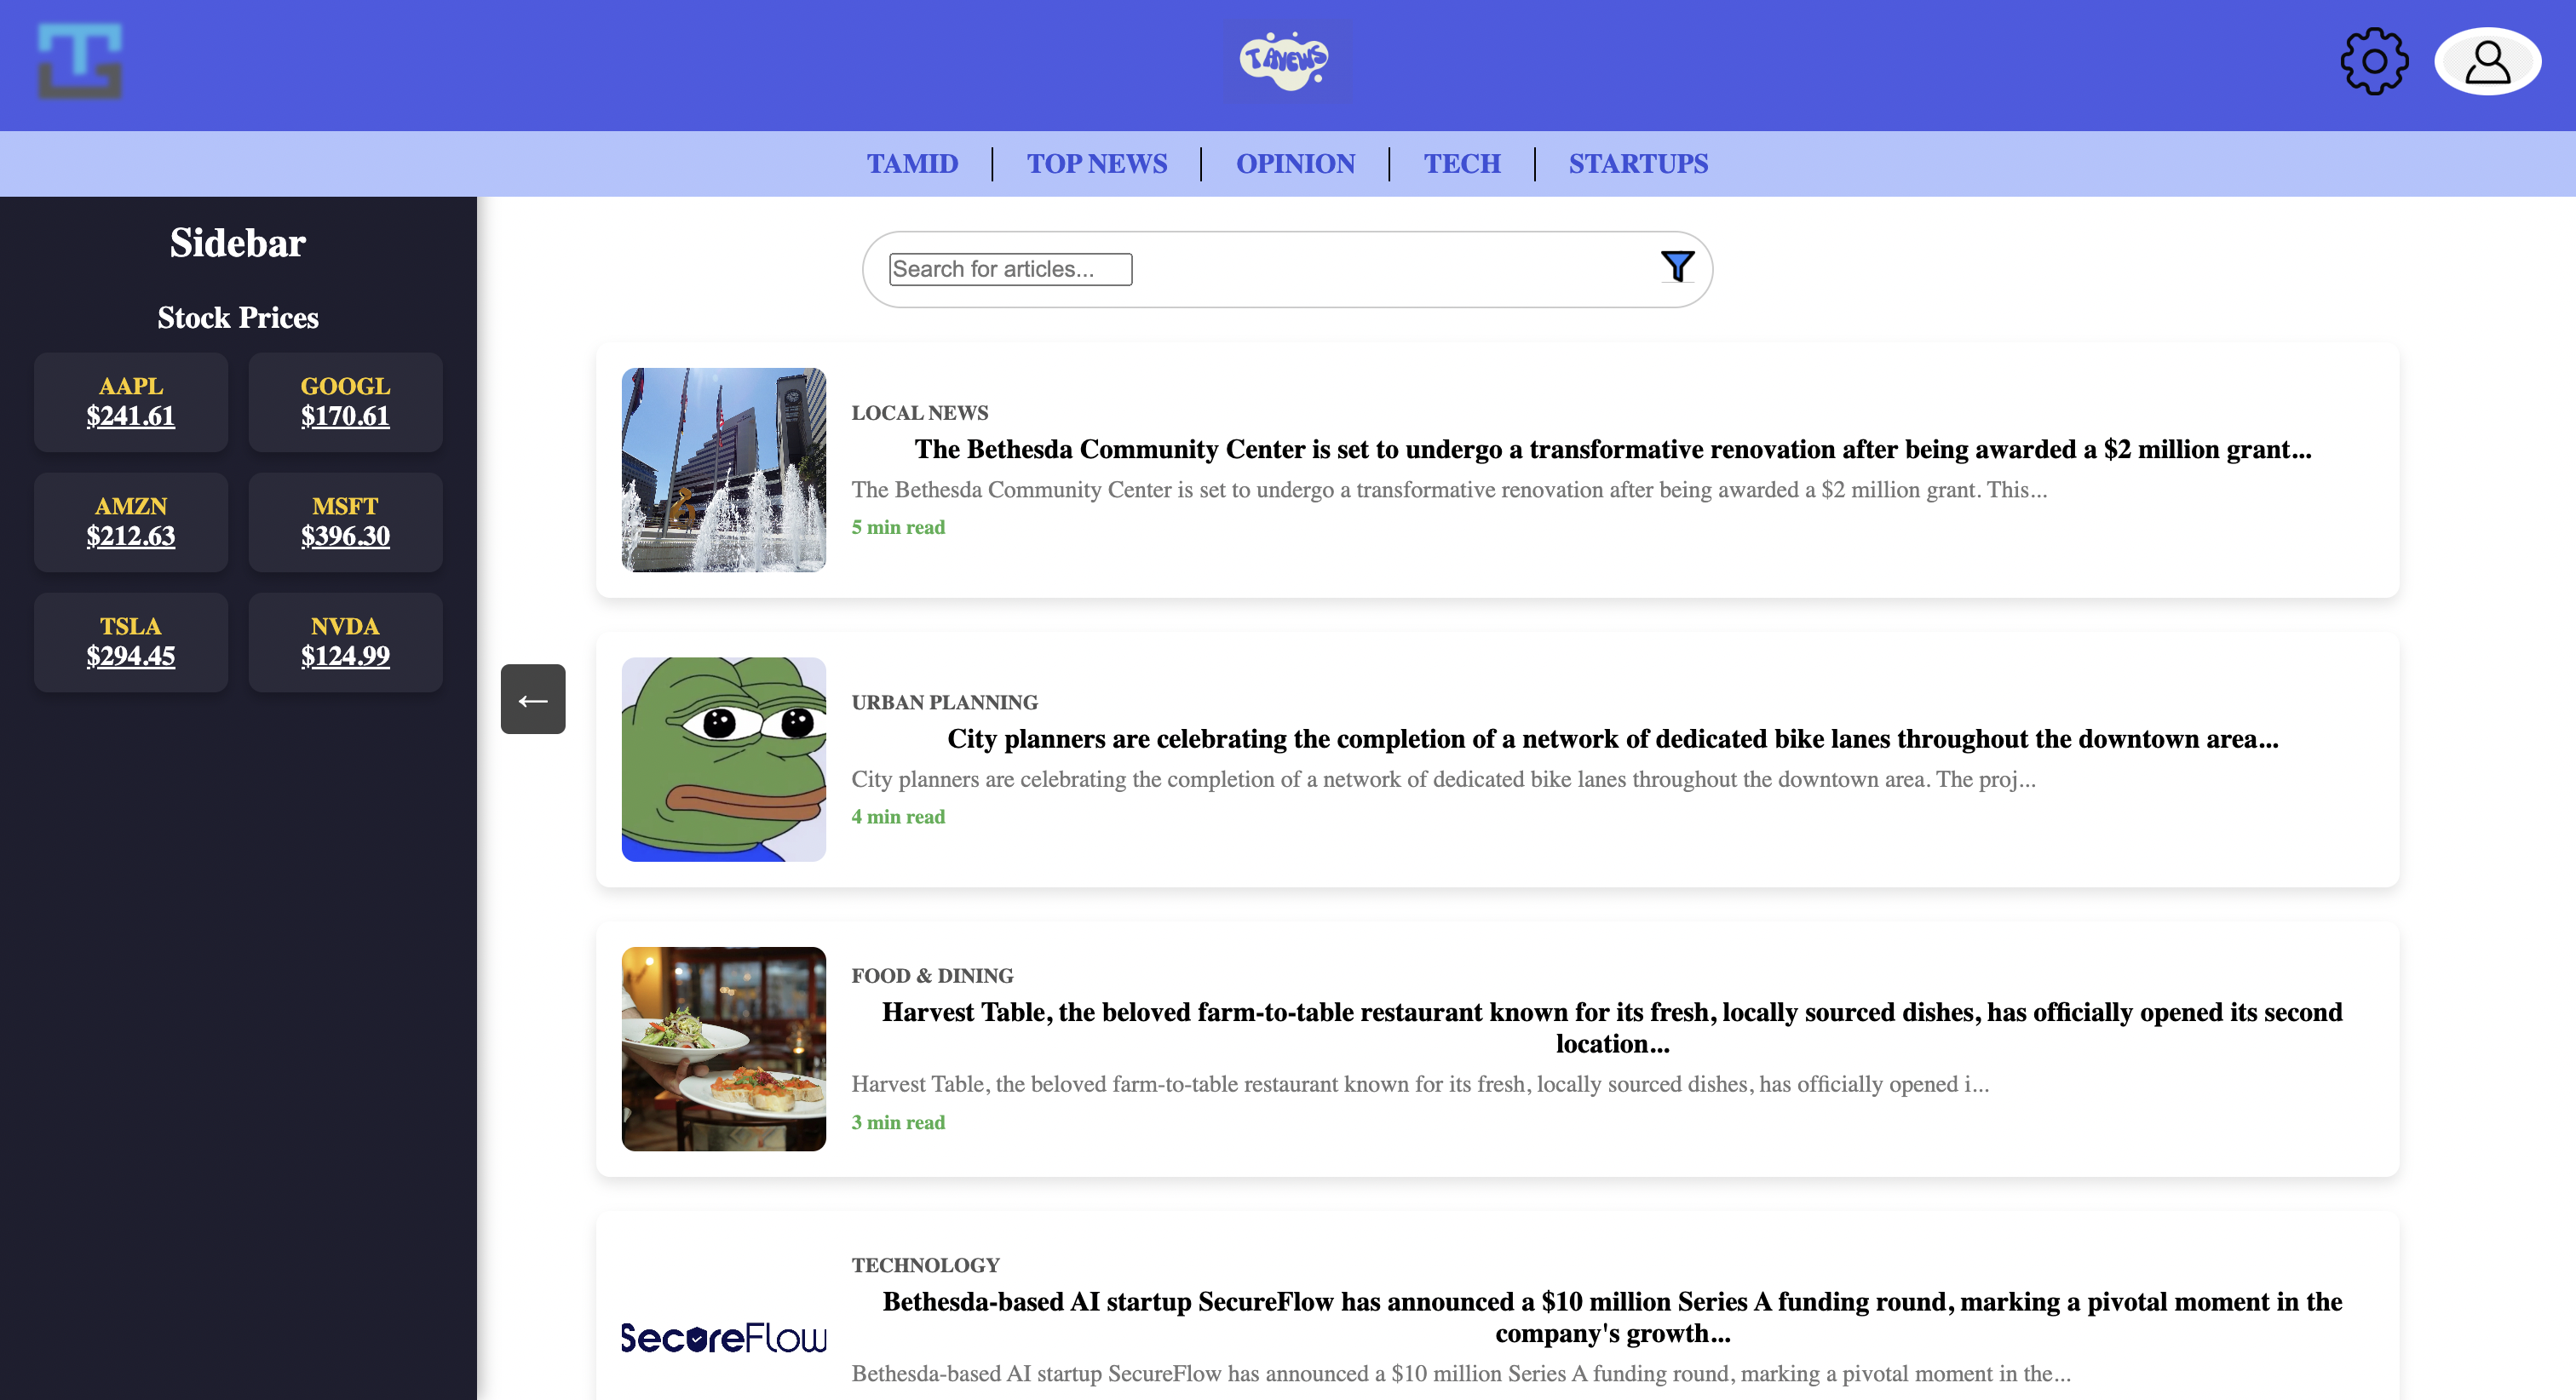 TANEWS
TAMID
TOP NEWS
OPINION
TECH
STARTUPS
Sidebar
Stock Prices
AAPL
$241.61
GOOGL
$170.61
AMZN
$212.63
MSFT
$396.30
TSLA
$294.45
NVDA
$124.99
←
Search for articles...
LOCAL NEWS
The Bethesda Community Center is set to undergo a transformative renovation after being awarded a $2 million grant...
The Bethesda Community Center is set to undergo a transformative renovation after being awarded a $2 million grant. This...
5 min read
URBAN PLANNING
City planners are celebrating the completion of a network of dedicated bike lanes throughout the downtown area...
City planners are celebrating the completion of a network of dedicated bike lanes throughout the downtown area. The proj...
4 min read
FOOD & DINING
Harvest Table, the beloved farm-to-table restaurant known for its fresh, locally sourced dishes, has officially opened its second
location...
Harvest Table, the beloved farm-to-table restaurant known for its fresh, locally sourced dishes, has officially opened i...
3 min read
SecureFlow
TECHNOLOGY
Bethesda-based AI startup SecureFlow has announced a $10 million Series A funding round, marking a pivotal moment in the
company's growth...
Bethesda-based AI startup SecureFlow has announced a $10 million Series A funding round, marking a pivotal moment in the...